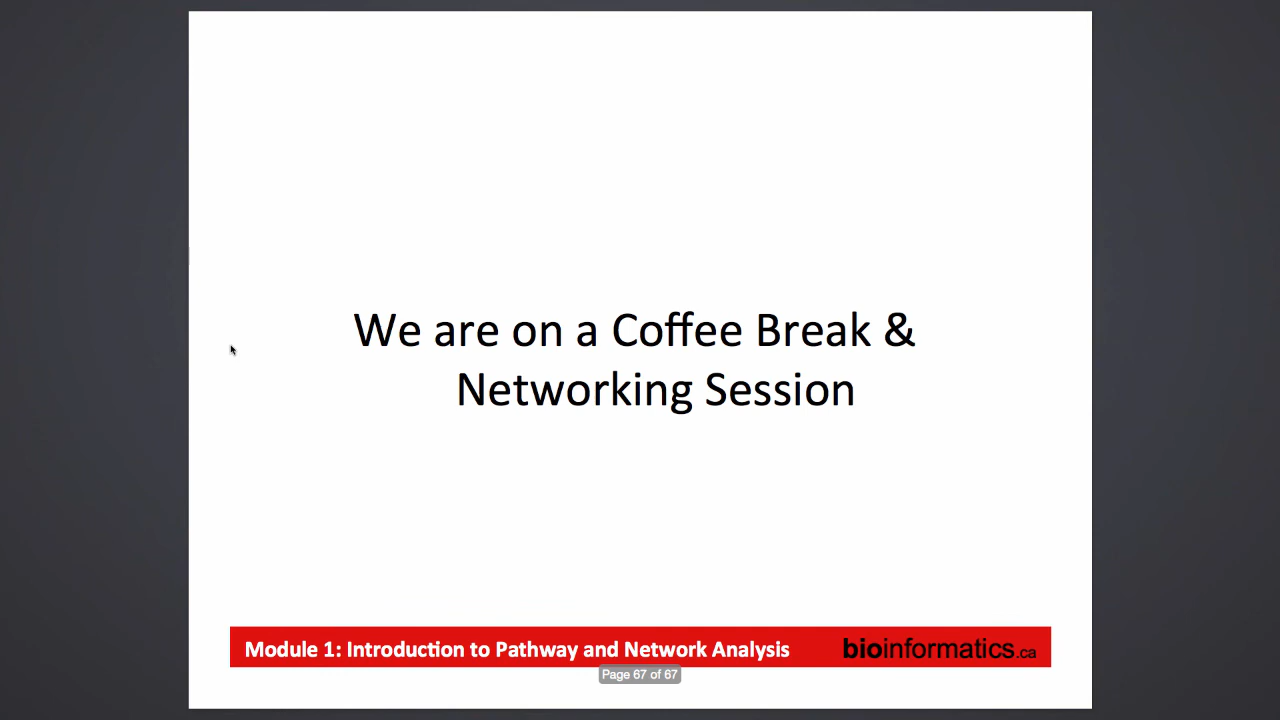 We are on a Coffee Break &
Networking Session
Module 1: Introduction to Pathway and Network Analysis
bioinformatics.ca
Page 67 of 67